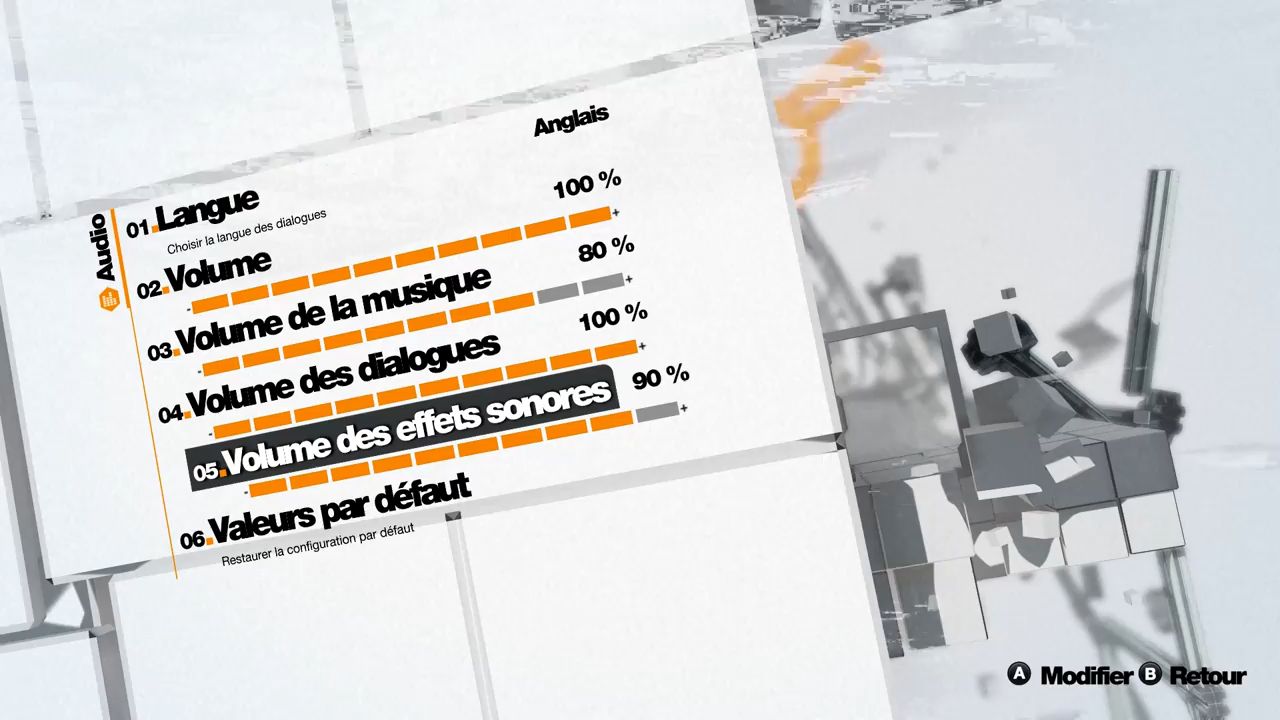 Audio
Anglais
01.Langue
Choisir la langue des dialogues
100 %
02.Volume
- +
80 %
03.Volume de la musique
- +
100 %
04.Volume des dialogues
- +
90 %
05.Volume des effets sonores
- +
06.Valeurs par défaut
Restaurer la configuration par défaut
A Modifier B Retour